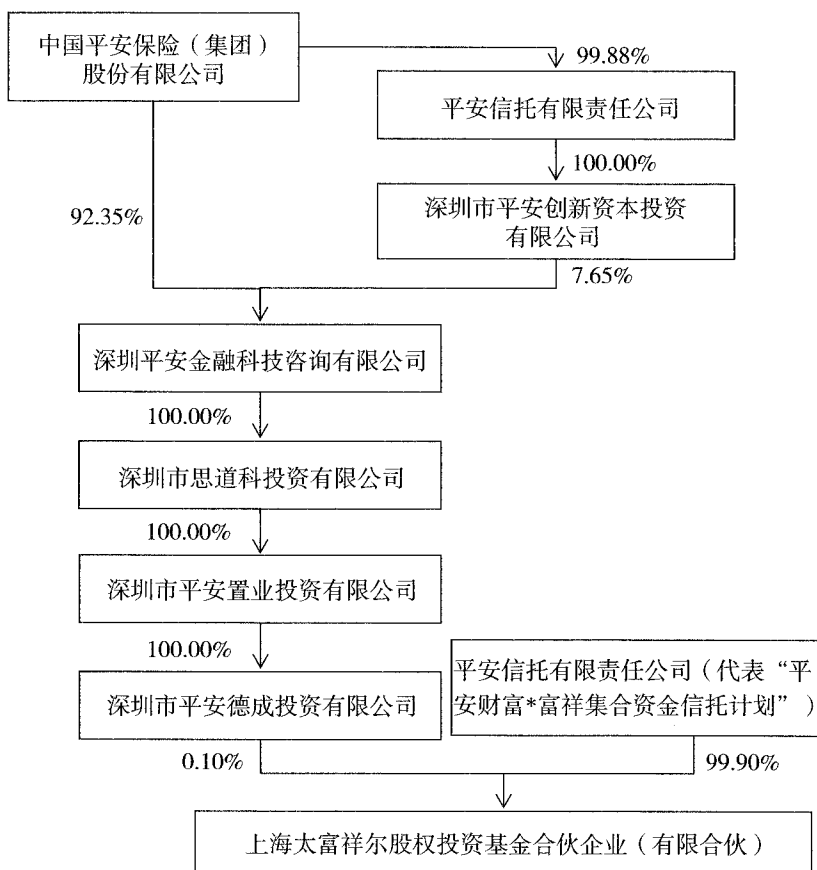 中国平安保险（集团）
股份有限公司
99.88%
平安信托有限责任公司
100.00%
92.35%
深圳市平安创新资本投资
有限公司
7.65%
深圳平安金融科技咨询有限公司
100.00%
深圳市思道科投资有限公司
100.00%
深圳市平安置业投资有限公司
100.00%
深圳市平安德成投资有限公司
平安信托有限责任公司（代表“平
安财富*富祥集合资金信托计划”）
0.10%
99.90%
上海太富祥尔股权投资基金合伙企业（有限合伙）